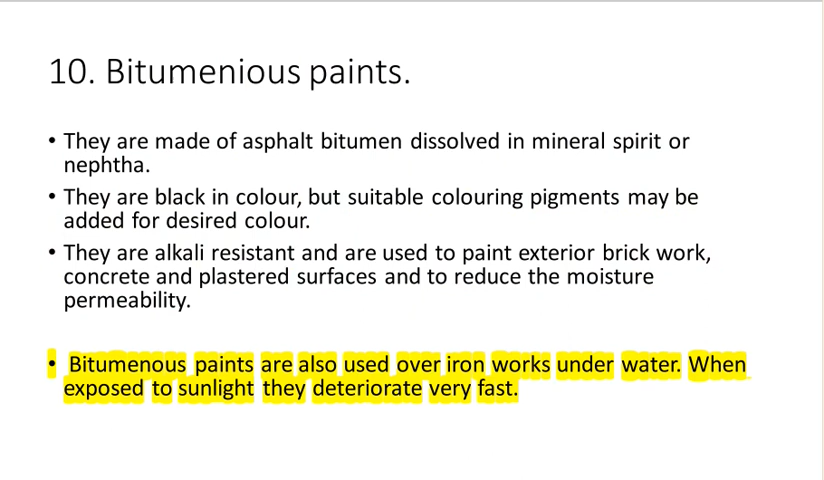 10. Bitumenious paints.
• They are made of asphalt bitumen dissolved in mineral spirit or
nephtha.
• They are black in colour, but suitable colouring pigments may be
added for desired colour.
• They are alkali resistant and are used to paint exterior brick work,
concrete and plastered surfaces and to reduce the moisture
permeability.
• Bitumenous paints are also used over iron works under water. When
exposed to sunlight they deteriorate very fast.